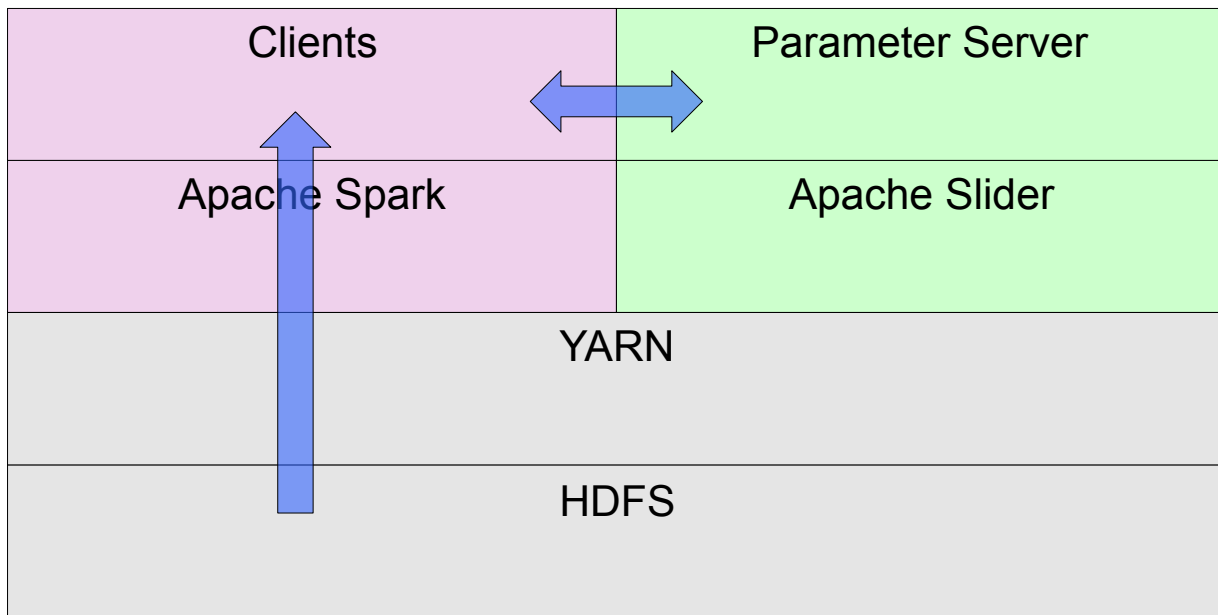 Clients
Parameter Server
Apache Spark
Apache Slider
YARN
HDFS